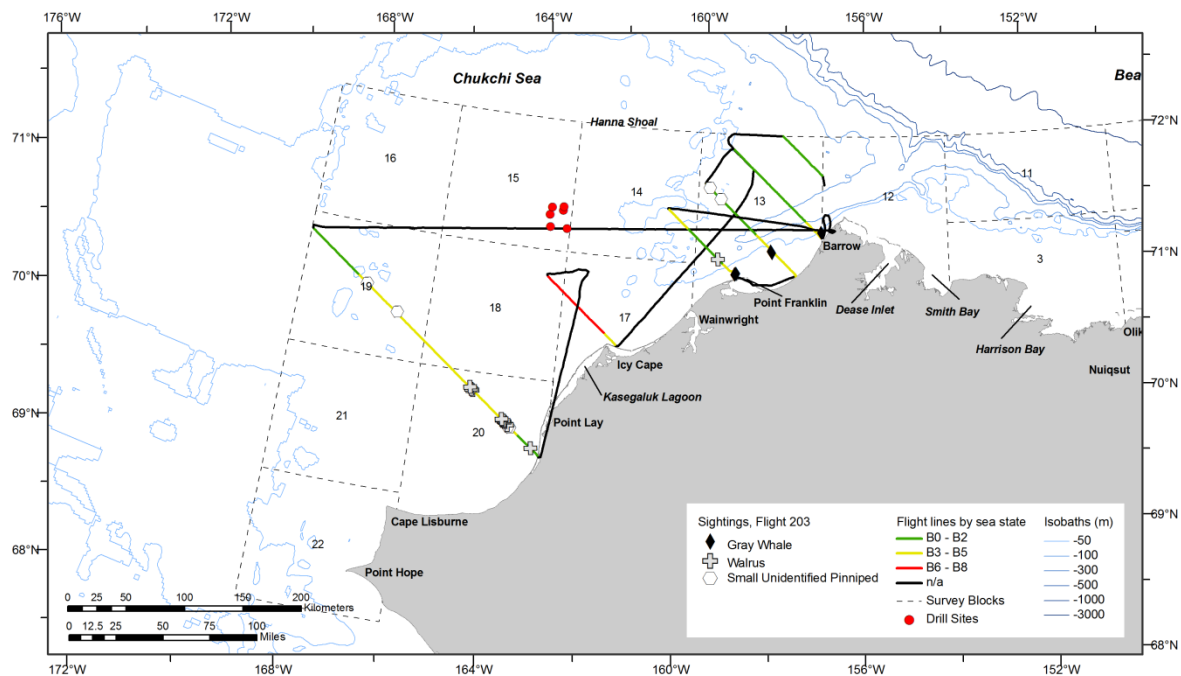 176°W
172°W
168°W
164°W
160°W
156°W
152°W
Chukchi Sea
Bea
72°N
71°N
Hanna Shoal
16
15
14
13
12
11
3
Barrow
71°N
70°N
19
18
17
Point Franklin
Dease Inlet
Smith Bay
Wainwright
Harrison Bay
Olik
Icy Cape
Nuiqsut
70°N
Kasegaluk Lagoon
69°N
21
20
Point Lay
Cape Lisburne
69°N
68°N
22
Point Hope
Sightings, Flight 203
Gray Whale
Walrus
Small Unidentified Pinniped
Flight lines by sea state
B0 - B2
B3 - B5
B6 - B8
n/a
Survey Blocks
Drill Sites
Isobaths (m)
-50
-100
-300
-500
-1000
-3000
0 25 50 100 150 200
Kilometers
0 12.5 25 50 75 100
Miles
68°N
172°W
168°W
164°W
160°W
156°W
152°W